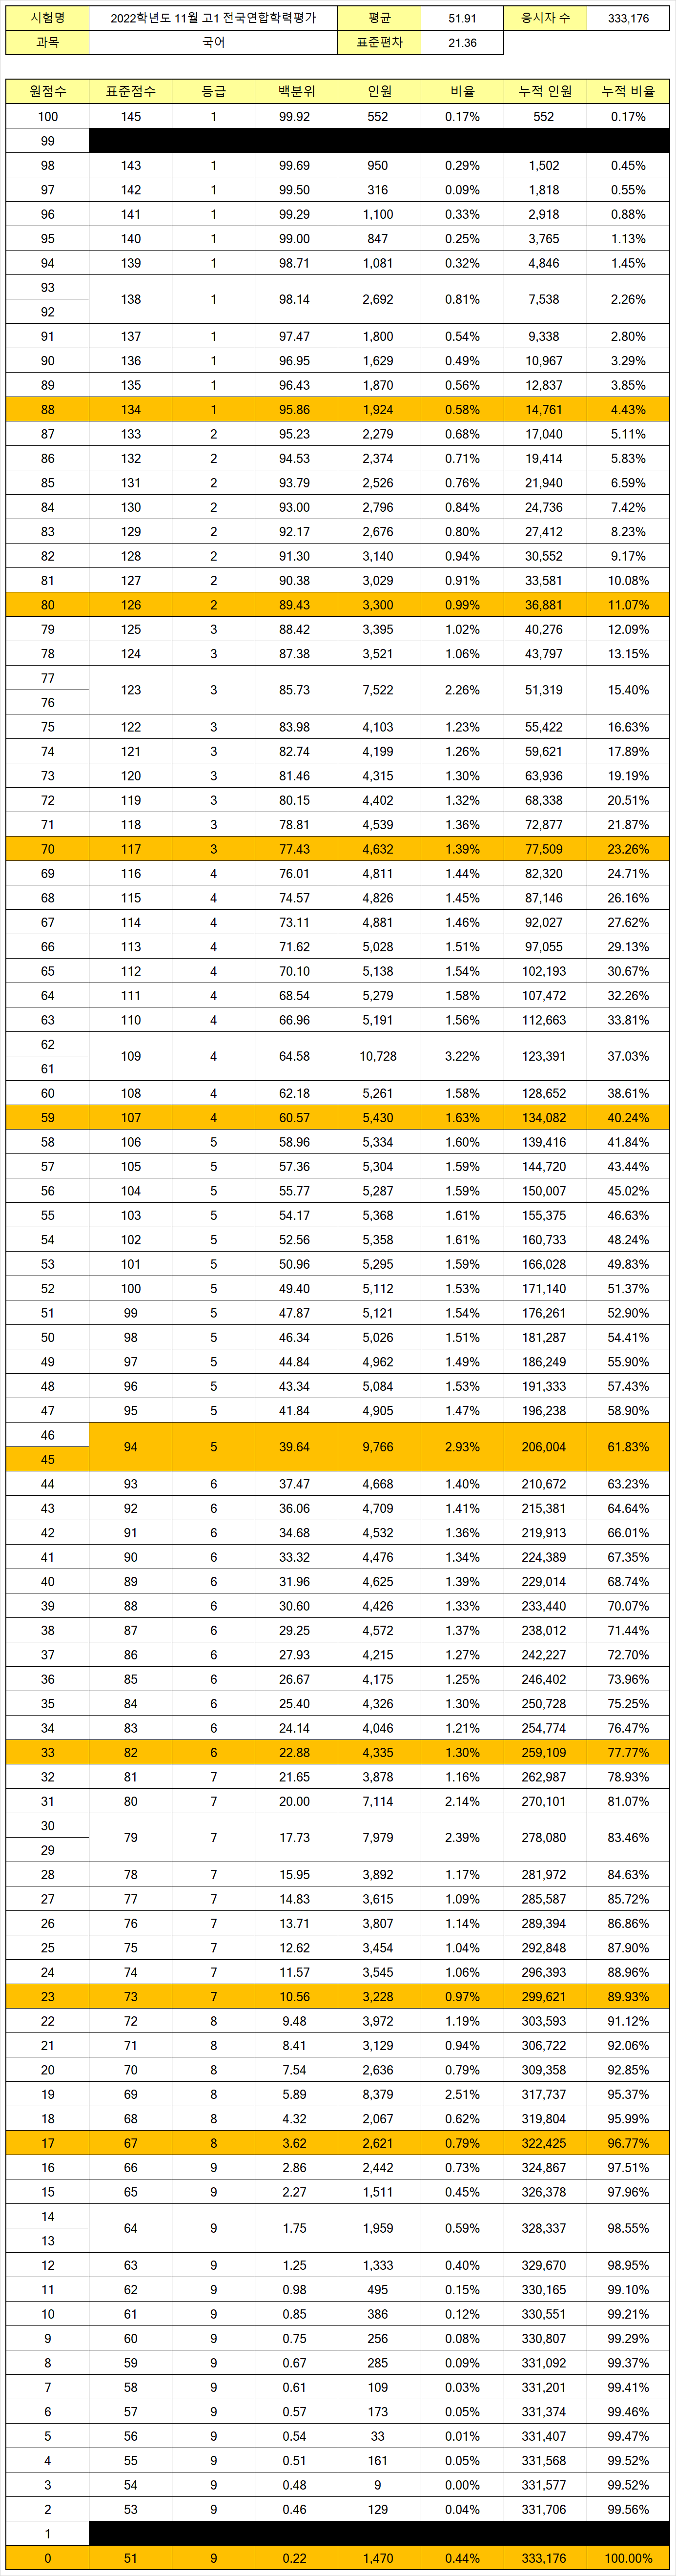 시험명 2022학년도 11월 고1 전국연합학력평가 평균 51.91 응시자 수 333,176
과목 국어 표준편차 21.36
원점수 표준점수 등급 백분위 인원 비율 누적 인원 누적 비율
100 145 1 99.92 552 0.17% 552 0.17%
99
98 143 1 99.69 950 0.29% 1,502 0.45%
97 142 1 99.50 316 0.09% 1,818 0.55%
96 141 1 99.29 1,100 0.33% 2,918 0.88%
95 140 1 99.00 847 0.25% 3,765 1.13%
94 139 1 98.71 1,081 0.32% 4,846 1.45%
93
138 1 98.14 2,692 0.81% 7,538 2.26%
92
91 137 1 97.47 1,800 0.54% 9,338 2.80%
90 136 1 96.95 1,629 0.49% 10,967 3.29%
89 135 1 96.43 1,870 0.56% 12,837 3.85%
88 134 1 95.86 1,924 0.58% 14,761 4.43%
87 133 2 95.23 2,279 0.68% 17,040 5.11%
86 132 2 94.53 2,374 0.71% 19,414 5.83%
85 131 2 93.79 2,526 0.76% 21,940 6.59%
84 130 2 93.00 2,796 0.84% 24,736 7.42%
83 129 2 92.17 2,676 0.80% 27,412 8.23%
82 128 2 91.30 3,140 0.94% 30,552 9.17%
81 127 2 90.38 3,029 0.91% 33,581 10.08%
80 126 2 89.43 3,300 0.99% 36,881 11.07%
79 125 3 88.42 3,395 1.02% 40,276 12.09%
78 124 3 87.38 3,521 1.06% 43,797 13.15%
77
123 3 85.73 7,522 2.26% 51,319 15.40%
76
75 122 3 83.98 4,103 1.23% 55,422 16.63%
74 121 3 82.74 4,199 1.26% 59,621 17.89%
73 120 3 81.46 4,315 1.30% 63,936 19.19%
72 119 3 80.15 4,402 1.32% 68,338 20.51%
71 118 3 78.81 4,539 1.36% 72,877 21.87%
70 117 3 77.43 4,632 1.39% 77,509 23.26%
69 116 4 76.01 4,811 1.44% 82,320 24.71%
68 115 4 74.57 4,826 1.45% 87,146 26.16%
67 114 4 73.11 4,881 1.46% 92,027 27.62%
66 113 4 71.62 5,028 1.51% 97,055 29.13%
65 112 4 70.10 5,138 1.54% 102,193 30.67%
64 111 4 68.54 5,279 1.58% 107,472 32.26%
63 110 4 66.96 5,191 1.56% 112,663 33.81%
62
109 4 64.58 10,728 3.22% 123,391 37.03%
61
60 108 4 62.18 5,261 1.58% 128,652 38.61%
59 107 4 60.57 5,430 1.63% 134,082 40.24%
58 106 5 58.96 5,334 1.60% 139,416 41.84%
57 105 5 57.36 5,304 1.59% 144,720 43.44%
56 104 5 55.77 5,287 1.59% 150,007 45.02%
55 103 5 54.17 5,368 1.61% 155,375 46.63%
54 102 5 52.56 5,358 1.61% 160,733 48.24%
53 101 5 50.96 5,295 1.59% 166,028 49.83%
52 100 5 49.40 5,112 1.53% 171,140 51.37%
51 99 5 47.87 5,121 1.54% 176,261 52.90%
50 98 5 46.34 5,026 1.51% 181,287 54.41%
49 97 5 44.84 4,962 1.49% 186,249 55.90%
48 96 5 43.34 5,084 1.53% 191,333 57.43%
47 95 5 41.84 4,905 1.47% 196,238 58.90%
46
94 5 39.64 9,766 2.93% 206,004 61.83%
45
44 93 6 37.47 4,668 1.40% 210,672 63.23%
43 92 6 36.06 4,709 1.41% 215,381 64.64%
42 91 6 34.68 4,532 1.36% 219,913 66.01%
41 90 6 33.32 4,476 1.34% 224,389 67.35%
40 89 6 31.96 4,625 1.39% 229,014 68.74%
39 88 6 30.60 4,426 1.33% 233,440 70.07%
38 87 6 29.25 4,572 1.37% 238,012 71.44%
37 86 6 27.93 4,215 1.27% 242,227 72.70%
36 85 6 26.67 4,175 1.25% 246,402 73.96%
35 84 6 25.40 4,326 1.30% 250,728 75.25%
34 83 6 24.14 4,046 1.21% 254,774 76.47%
33 82 6 22.88 4,335 1.30% 259,109 77.77%
32 81 7 21.65 3,878 1.16% 262,987 78.93%
31 80 7 20.00 7,114 2.14% 270,101 81.07%
30
79 7 17.73 7,979 2.39% 278,080 83.46%
29
28 78 7 15.95 3,892 1.17% 281,972 84.63%
27 77 7 14.83 3,615 1.09% 285,587 85.72%
26 76 7 13.71 3,807 1.14% 289,394 86.86%
25 75 7 12.62 3,454 1.04% 292,848 87.90%
24 74 7 11.57 3,545 1.06% 296,393 88.96%
23 73 7 10.56 3,228 0.97% 299,621 89.93%
22 72 8 9.48 3,972 1.19% 303,593 91.12%
21 71 8 8.41 3,129 0.94% 306,722 92.06%
20 70 8 7.54 2,636 0.79% 309,358 92.85%
19 69 8 5.89 8,379 2.51% 317,737 95.37%
18 68 8 4.32 2,067 0.62% 319,804 95.99%
17 67 8 3.62 2,621 0.79% 322,425 96.77%
16 66 9 2.86 2,442 0.73% 324,867 97.51%
15 65 9 2.27 1,511 0.45% 326,378 97.96%
14
64 9 1.75 1,959 0.59% 328,337 98.55%
13
12 63 9 1.25 1,333 0.40% 329,670 98.95%
11 62 9 0.98 495 0.15% 330,165 99.10%
10 61 9 0.85 386 0.12% 330,551 99.21%
9 60 9 0.75 256 0.08% 330,807 99.29%
8 59 9 0.67 285 0.09% 331,092 99.37%
7 58 9 0.61 109 0.03% 331,201 99.41%
6 57 9 0.57 173 0.05% 331,374 99.46%
5 56 9 0.54 33 0.01% 331,407 99.47%
4 55 9 0.51 161 0.05% 331,568 99.52%
3 54 9 0.48 9 0.00% 331,577 99.52%
2 53 9 0.46 129 0.04% 331,706 99.56%
1
0 51 9 0.22 1,470 0.44% 333,176 100.00%